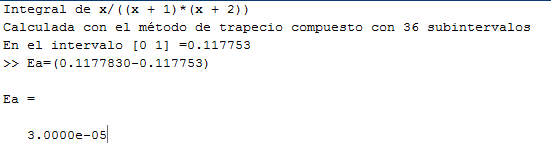 Integral de x/((x + 1)*(x + 2))
Calculada con el método de trapecio compuesto con 36 subintervalos
En el intervalo [0 1] =0.117753
>> Ea=(0.1177830-0.117753)
Ea =
3.0000e-05